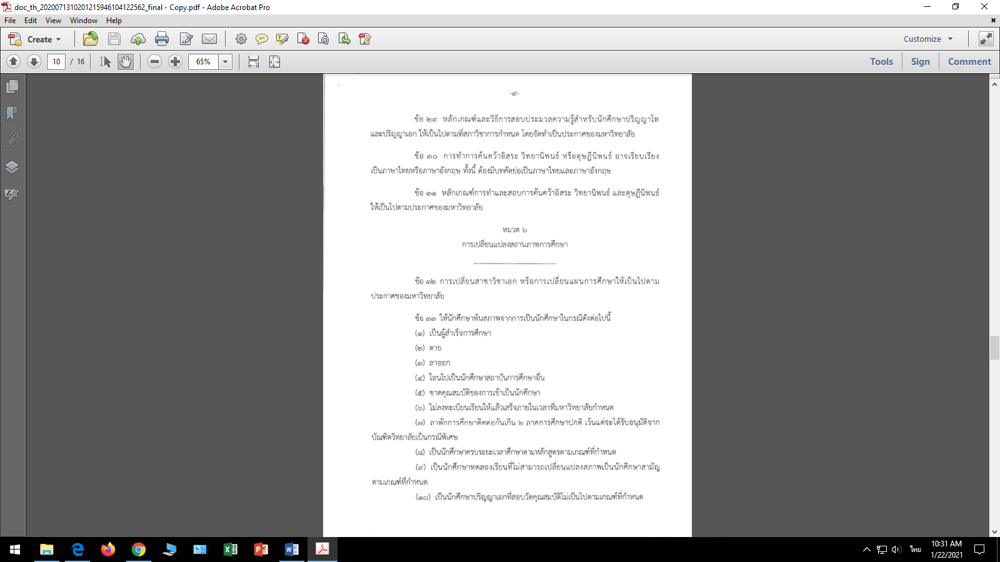 doc_th_20200713102012159461041​22562_final - Copy.pdf - Adobe Acrobat Pro
File Edit View Window Help
Create
Customize
10 / 16
65%
Tools Sign Comment
-๙-
ข้อ ๒๙ หลักเกณฑ์และวิธีการสอบประมวลความรู้สำหรับนักศึกษาปริญญาโท
และปริญญาเอก ให้เป็นไปตามที่สภาวิชาการกำหนด โดยจัดทำเป็นประกาศของมหาวิทยาลัย
ข้อ ๓๐ การทำการค้นคว้าอิสระ วิทยานิพนธ์ หรือดุษฎีนิพนธ์ อาจเรียบเรียง
เป็นภาษาไทยหรือภาษาอังกฤษ ทั้งนี้ ต้องมีบทคัดย่อเป็นภาษาไทยและภาษาอังกฤษ
ข้อ ๓๑ หลักเกณฑ์การทำและสอบการค้นคว้าอิสระ วิทยานิพนธ์ และดุษฎีนิพนธ์
ให้เป็นไปตามประกาศของมหาวิทยาลัย
หมวด ๖
การเปลี่ยนแปลงสถานภาพการศึกษา
ข้อ ๓๒ การเปลี่ยนสาขาวิชาเอก หรือการเปลี่ยนแผนการศึกษาให้เป็นไปตาม
ประกาศของมหาวิทยาลัย
ข้อ ๓๓ ให้นักศึกษาพ้นสภาพจากการเป็นนักศึกษาในกรณีดังต่อไปนี้
(๑) เป็นผู้สำเร็จการศึกษา
(๒) ตาย
(๓) ลาออก
(๔) โอนไปเป็นนักศึกษาสถาบันการศึกษาอื่น
(๕) ขาดคุณสมบัติของการเข้าเป็นนักศึกษา
(๖) ไม่ลงทะเบียนเรียนให้แล้วเสร็จภายในเวลาที่มหาวิทยาลัยกำหนด
(๗) ลาพักการศึกษาติดต่อกันเกิน ๒ ภาคการศึกษาปกติ เว้นแต่จะได้รับอนุมัติจาก
บัณฑิตวิทยาลัยเป็นกรณีพิเศษ
(๘) เป็นนักศึกษาครบระยะเวลาศึกษาตามหลักสูตรตามเกณฑ์ที่กำหนด
(๙) เป็นนักศึกษาทดลองเรียนที่ไม่สามารถเปลี่ยนแปลงสภาพเป็นนักศึกษาสามัญ
ตามเกณฑ์ที่กำหนด
(๑๐) เป็นนักศึกษาปริญญาเอกที่สอบวัดคุณสมบัติไม่เป็นไปตามเกณฑ์ที่กำหนด
ไทย
10:31 AM
1/22/2021